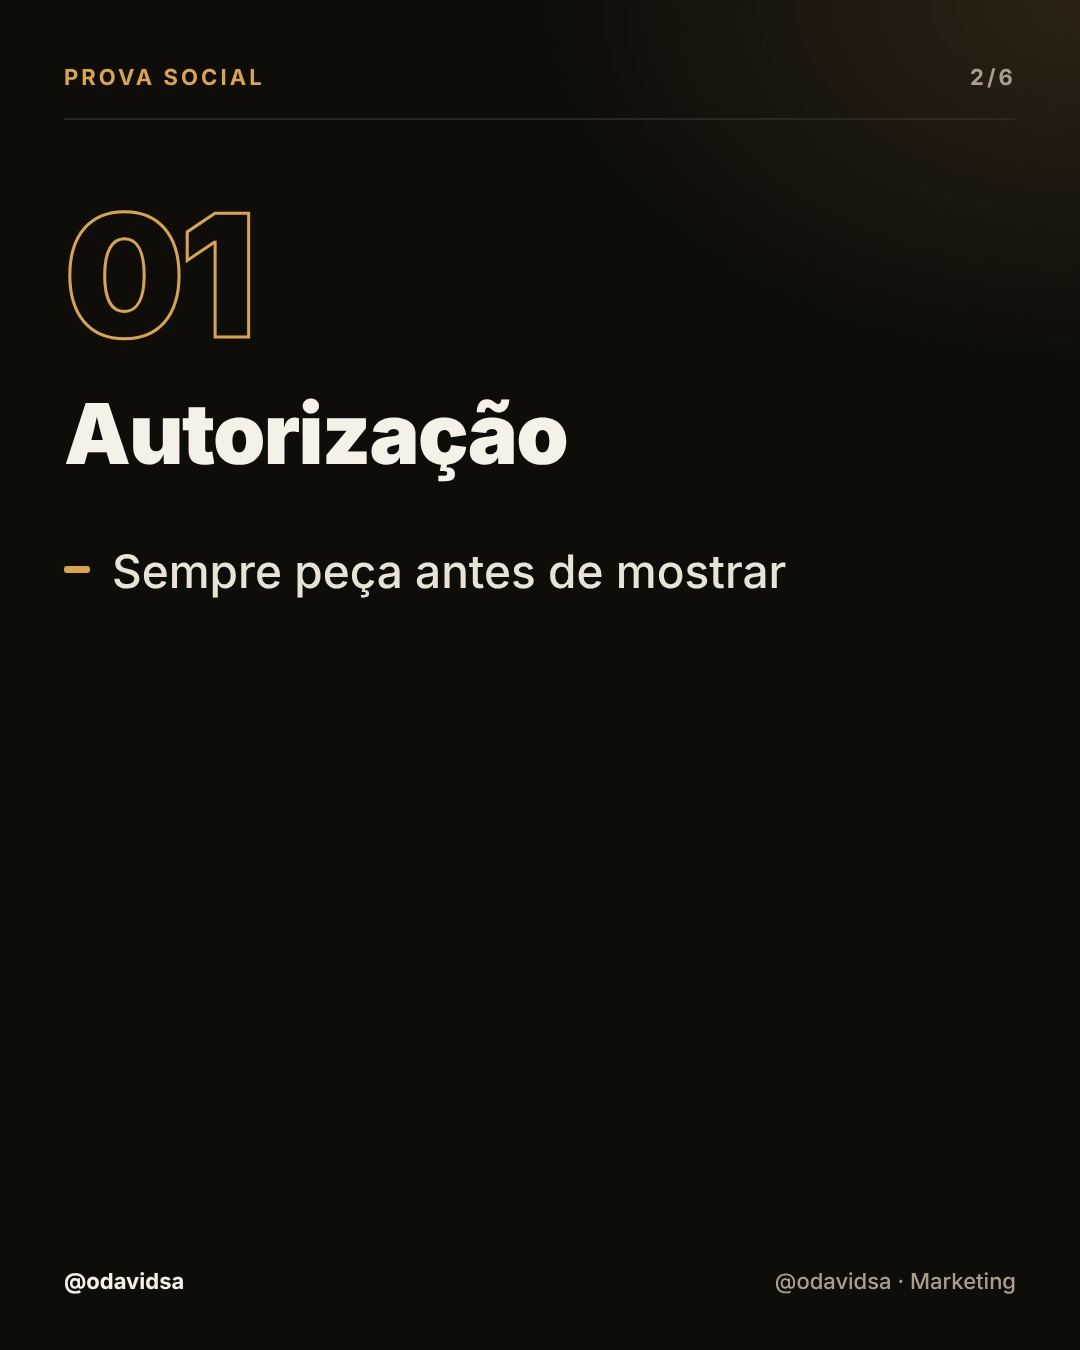 PROVA SOCIAL
2/6
01
Autorização
Sempre peça antes de mostrar
@odavidsa
@odavidsa · Marketing